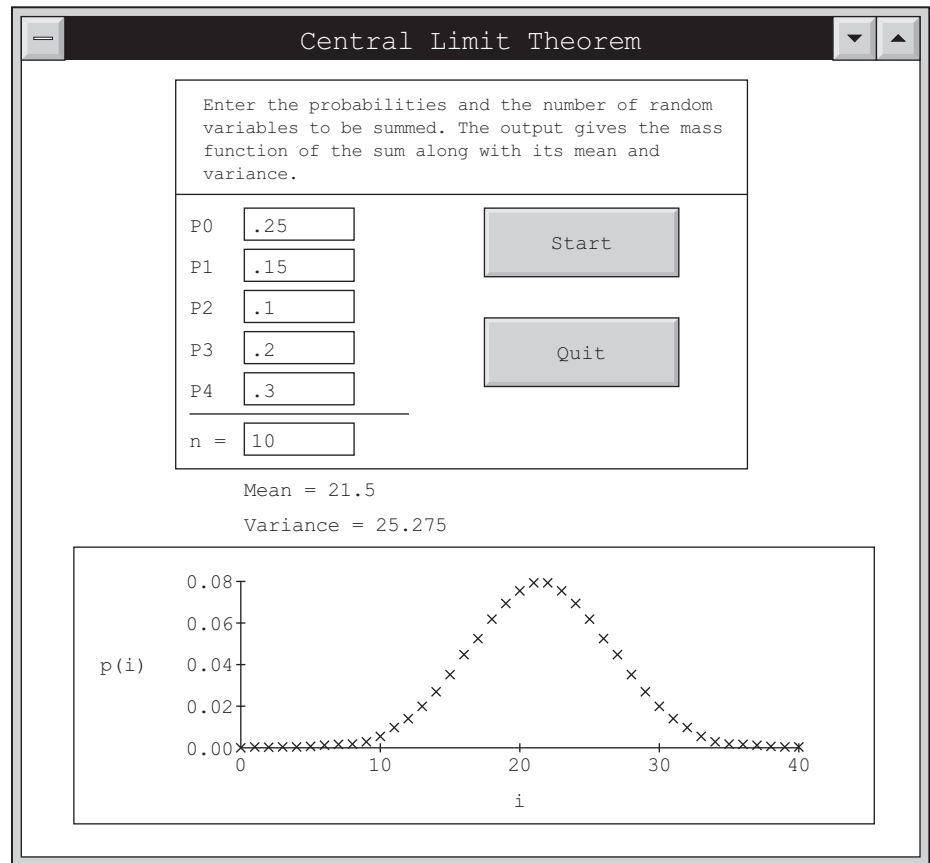 Central Limit Theorem
Enter the probabilities and the number of random
variables to be summed. The output gives the mass
function of the sum along with its mean and
variance.
P0 .25
Start
P1 .15
P2 .1
P3 .2
Quit
P4 .3
n = 10
Mean = 21.5
Variance = 25.275
0.08
0.06
p(i) 0.04
0.02
0.00
0 10 20 30 40
i